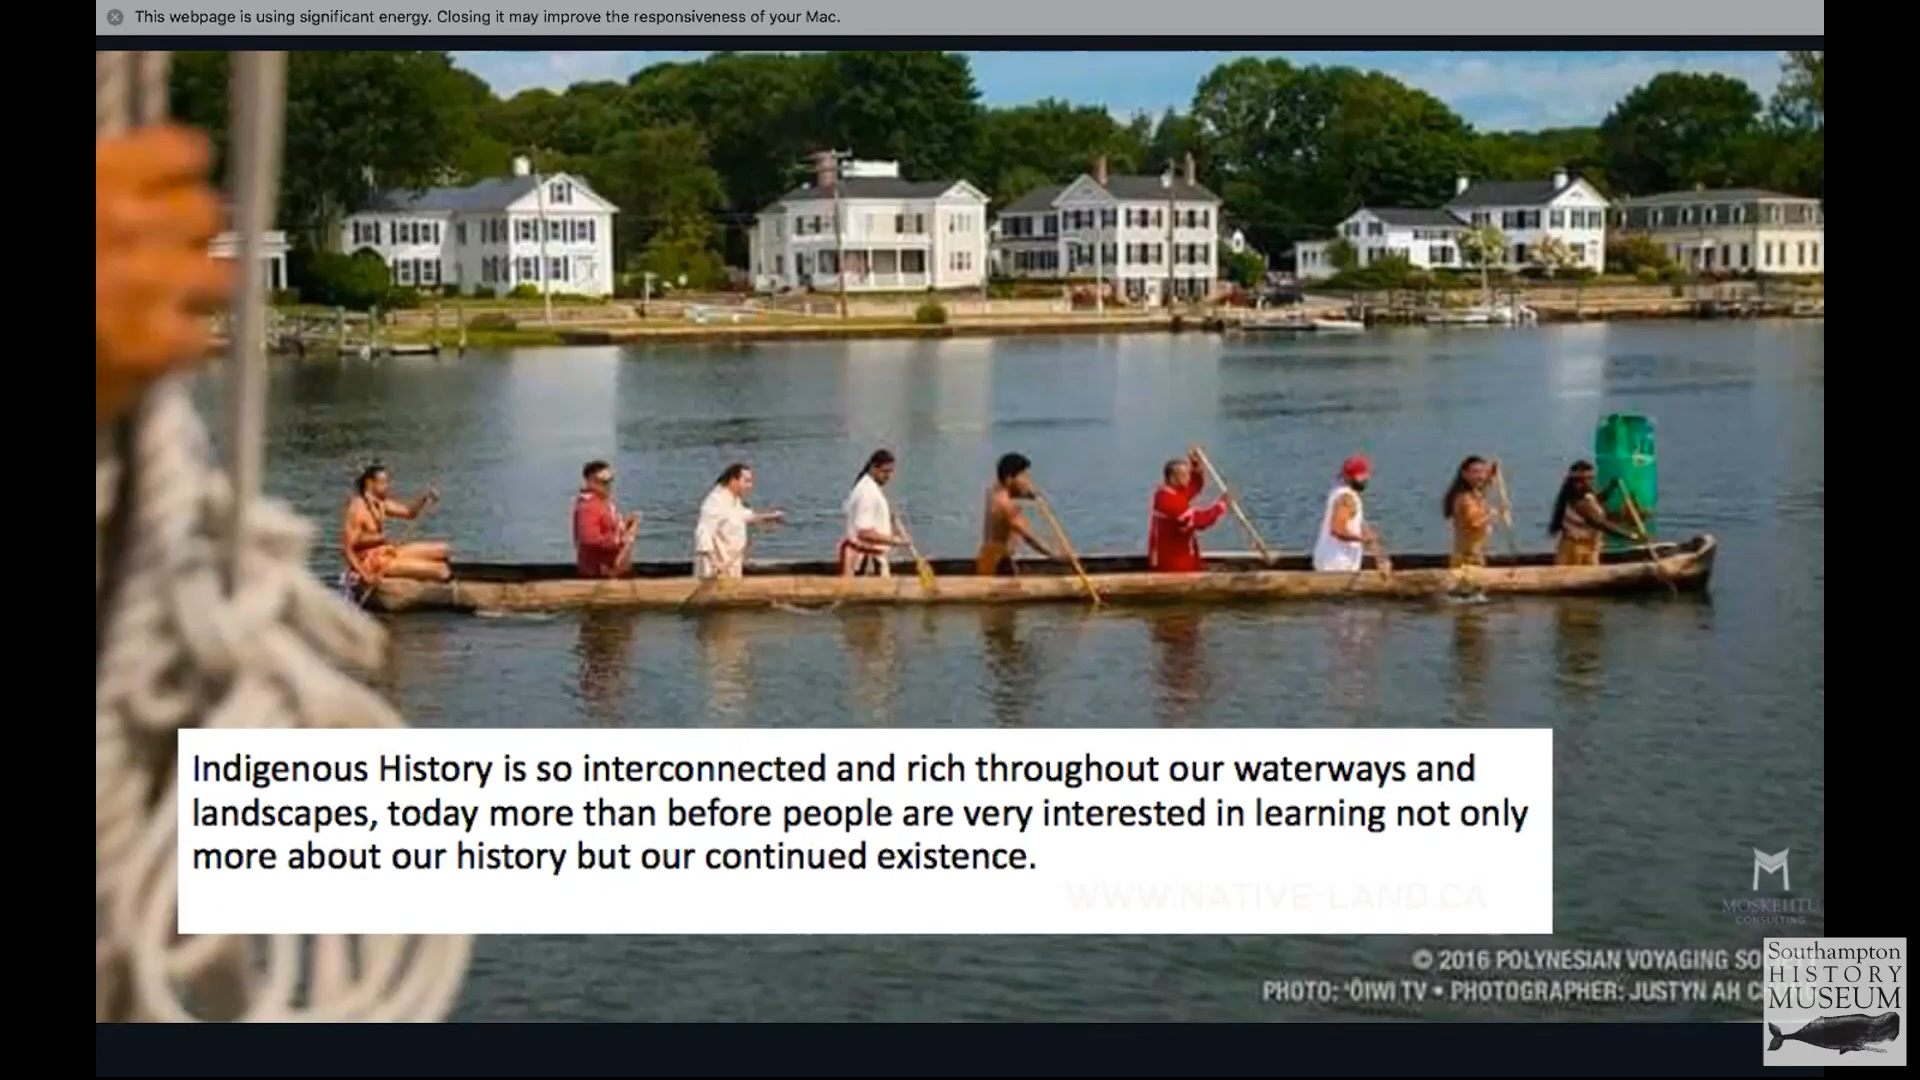 This webpage is using significant energy. Closing it may improve the responsiveness of your Mac.
Indigenous History is so interconnected and rich throughout our waterways and
landscapes, today more than before people are very interested in learning not only
more about our history but our continued existence.
WWW.NATIVE-LAND.CA
MOSKEHTU
CONSULTING
© 2016 POLYNESIAN VOYAGING
PHOTO: ʻŌIWI TV • PHOTOGRAPHER: JUSTYN AH
Southampton
HISTORY
MUSEUM